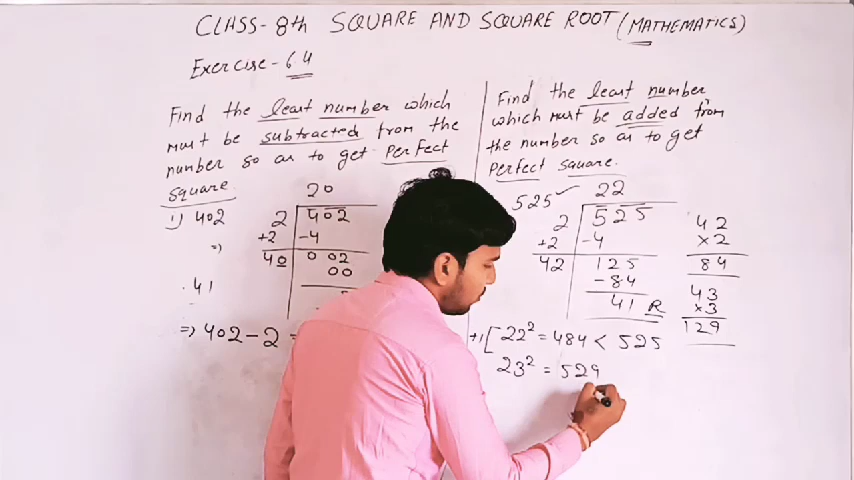 CLASS-8th SQUARE AND SQUARE ROOT (MATHEMATICS)
Exercise-6.4
Find the least number which
must be subtracted from the
number so as to get Perfect
square.
i) 402
20
2 402
+2 -4
40 0 02
00
41
=) 402-2=
=)
Find the least number
which must be added from
the number so as to get
Perfect square.
525 ✓
22
2 525
+2 -4
42 125
-84
41 R
42
×2
84
43
×3
129
+1 [ 22² = 484 < 525
23² = 529